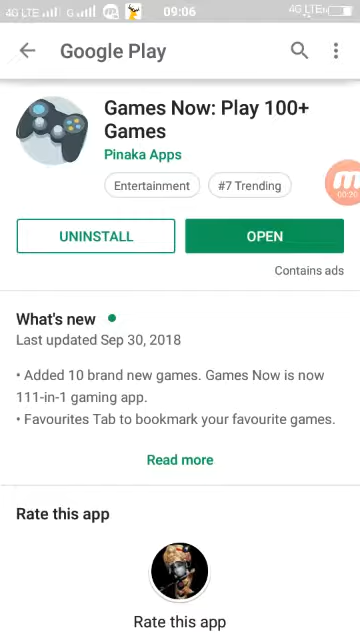 4G LTE G 09:06 4G LTE
Google Play
Games Now: Play 100+
Games
Pinaka Apps
Entertainment #7 Trending
00:20
UNINSTALL OPEN
Contains ads
What's new
Last updated Sep 30, 2018
• Added 10 brand new games. Games Now is now
111-in-1 gaming app.
• Favourites Tab to bookmark your favourite games.
Read more
Rate this app
Rate this app